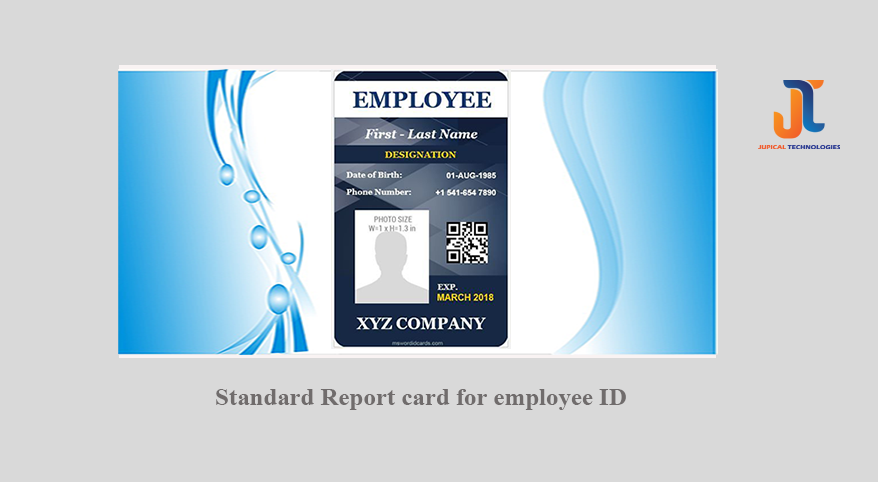 EMPLOYEE
First - Last Name
DESIGNATION
Date of Birth: 01-AUG-1985
Phone Number: +1 541-654 7890
PHOTO SIZE
W=1 x H=1.3 in
EXP.
MARCH 2018
XYZ COMPANY
mswordidcards.com
JUPICAL TECHNOLOGIES
Standard Report card for employee ID